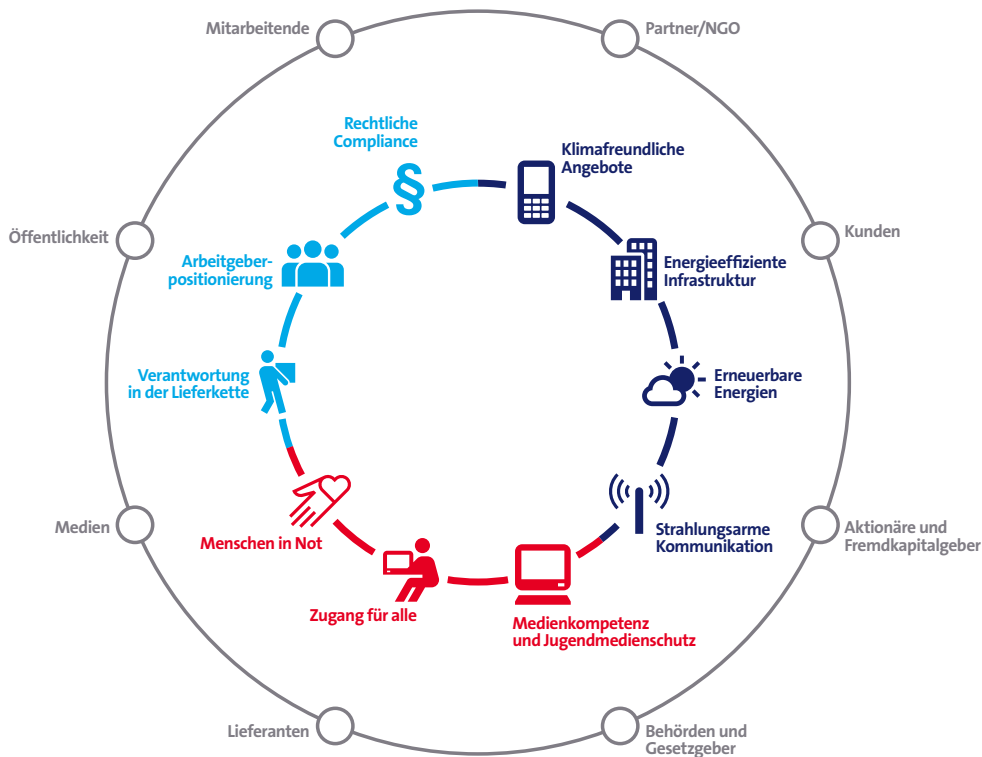 Mitarbeitende
Partner/NGO
Rechtliche
Compliance
Klimafreundliche
Angebote
Öffentlichkeit
Kunden
Arbeitgeber-
positionierung
Energieeffiziente
Infrastruktur
Verantwortung
in der Lieferkette
Erneuerbare
Energien
Medien
Menschen in Not
Strahlungsarme
Kommunikation
Aktionäre und
Fremdkapitalgeber
Zugang für alle
Medienkompetenz
und Jugendmedienschutz
Lieferanten
Behörden und
Gesetzgeber